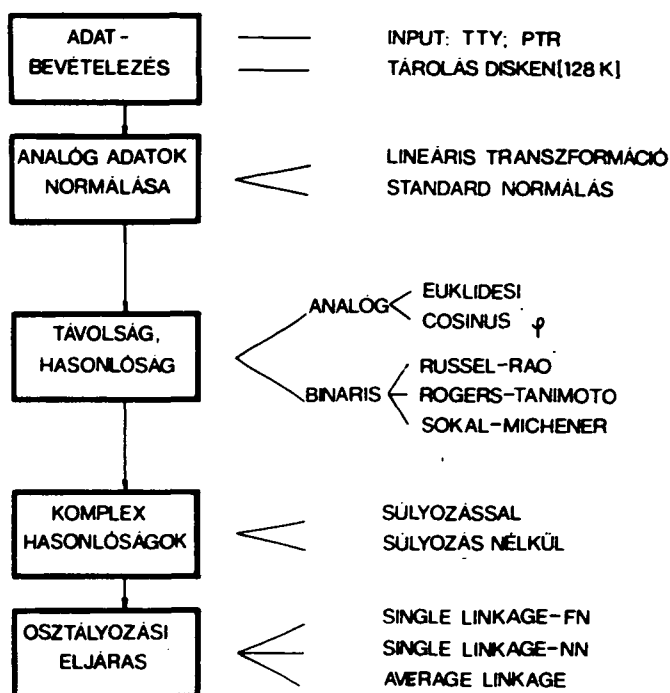 ADAT-
BEVÉTELEZÉS
INPUT: TTY; PTR
TÁROLÁS DISKEN[128 K]
ANALÓG ADATOK
NORMÁLÁSA
LINEÁRIS TRANSZFORMÁCIÓ
STANDARD NORMÁLÁS
TÁVOLSÁG,
HASONLÓSÁG
ANALÓG
EUKLIDESI
COSINUS φ
BINARIS
RUSSEL-RAO
ROGERS-TANIMOTO
SOKAL-MICHENER
KOMPLEX
HASONLÓSÁGOK
SÚLYOZÁSSAL
SÚLYOZÁS NÉLKÜL
OSZTÁLYOZÁSI
ELJÁRAS
SINGLE LINKAGE-FN
SINGLE LINKAGE-NN
AVERAGE LINKAGE